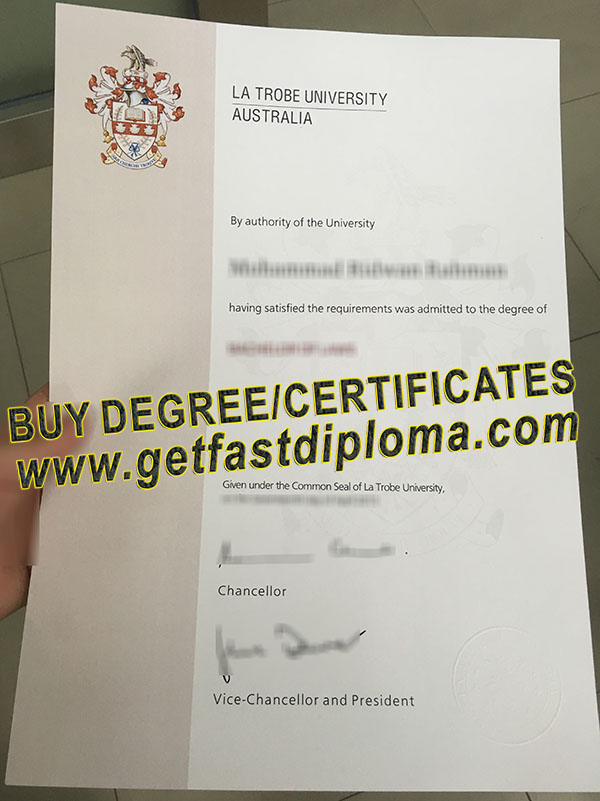 LA TROBE UNIVERSITY
AUSTRALIA
By authority of the University
having satisfied the requirements was admitted to the degree of
BUY DEGREE/CERTIFICATES
www.getfastdiploma.com
Given under the Common Seal of La Trobe University,
Chancellor
Vice-Chancellor and President